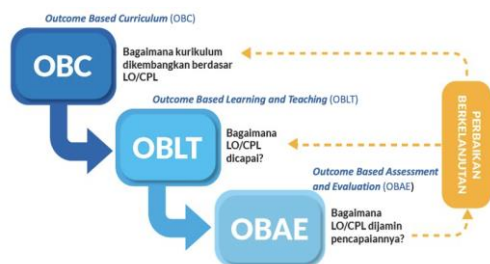 Outcome Based Curriculum (OBC)
OBC
Bagaimana kurikulum
dikembangkan berdasar
LO/CPL
Outcome Based Learning and Teaching (OBLT)
OBLT
Bagaimana
LO/CPL
dicapai?
Outcome Based Assessment
and Evaluation (OBAE)
OBAE
Bagaimana
LO/CPL dijamin
pencapaiannya?
PERBAIKAN
BERKELANJUTAN